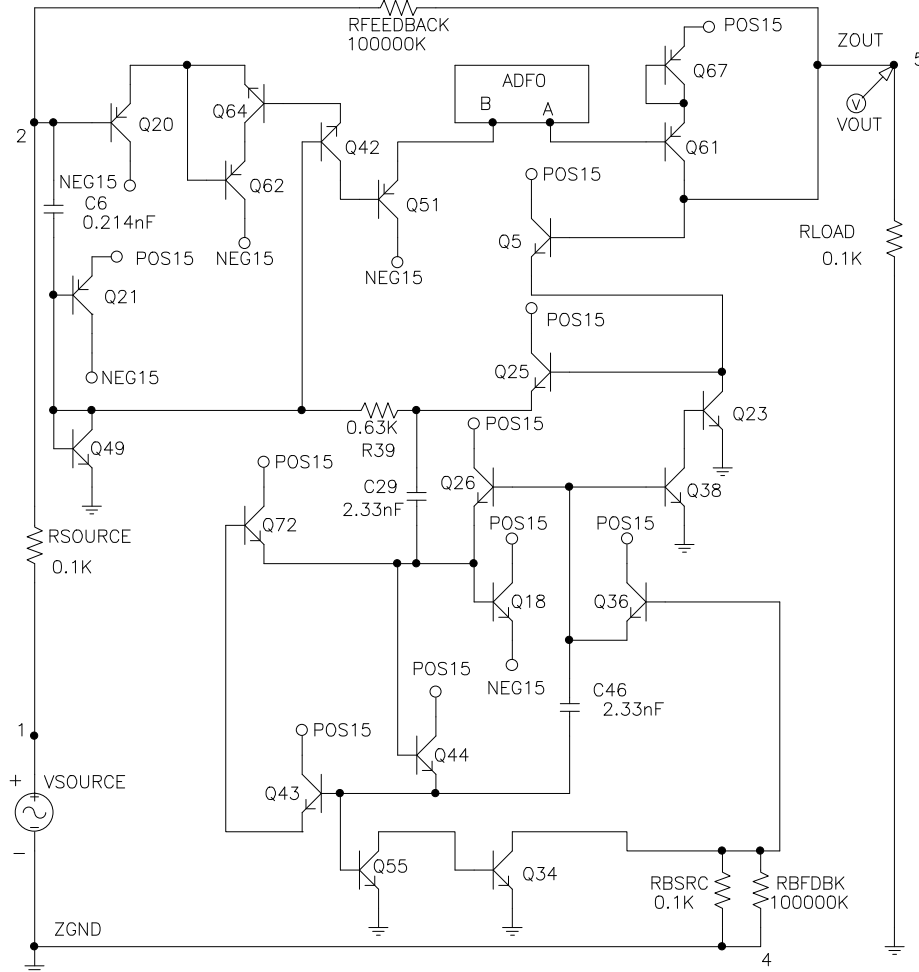 RFEEDBACK
100000K
POS15
ZOUT
5
Q67
ADF0
B
A
Q64
V
VOUT
2
Q20
Q42
Q61
NEG15
Q62
Q51
POS15
C6
0.214nF
Q5
RLOAD
0.1K
NEG15
NEG15
POS15
Q21
POS15
NEG15
Q25
Q23
0.63K
R39
POS15
Q49
POS15
C29
2.33nF
Q26
Q38
Q72
POS15
POS15
RSOURCE
0.1K
Q18
Q36
POS15
NEG15
C46
2.33nF
1
POS15
Q44
+
VSOURCE
Q43
+
−
−
Q55
Q34
RBSRC
0.1K
RBFDBK
100000K
ZGND
4